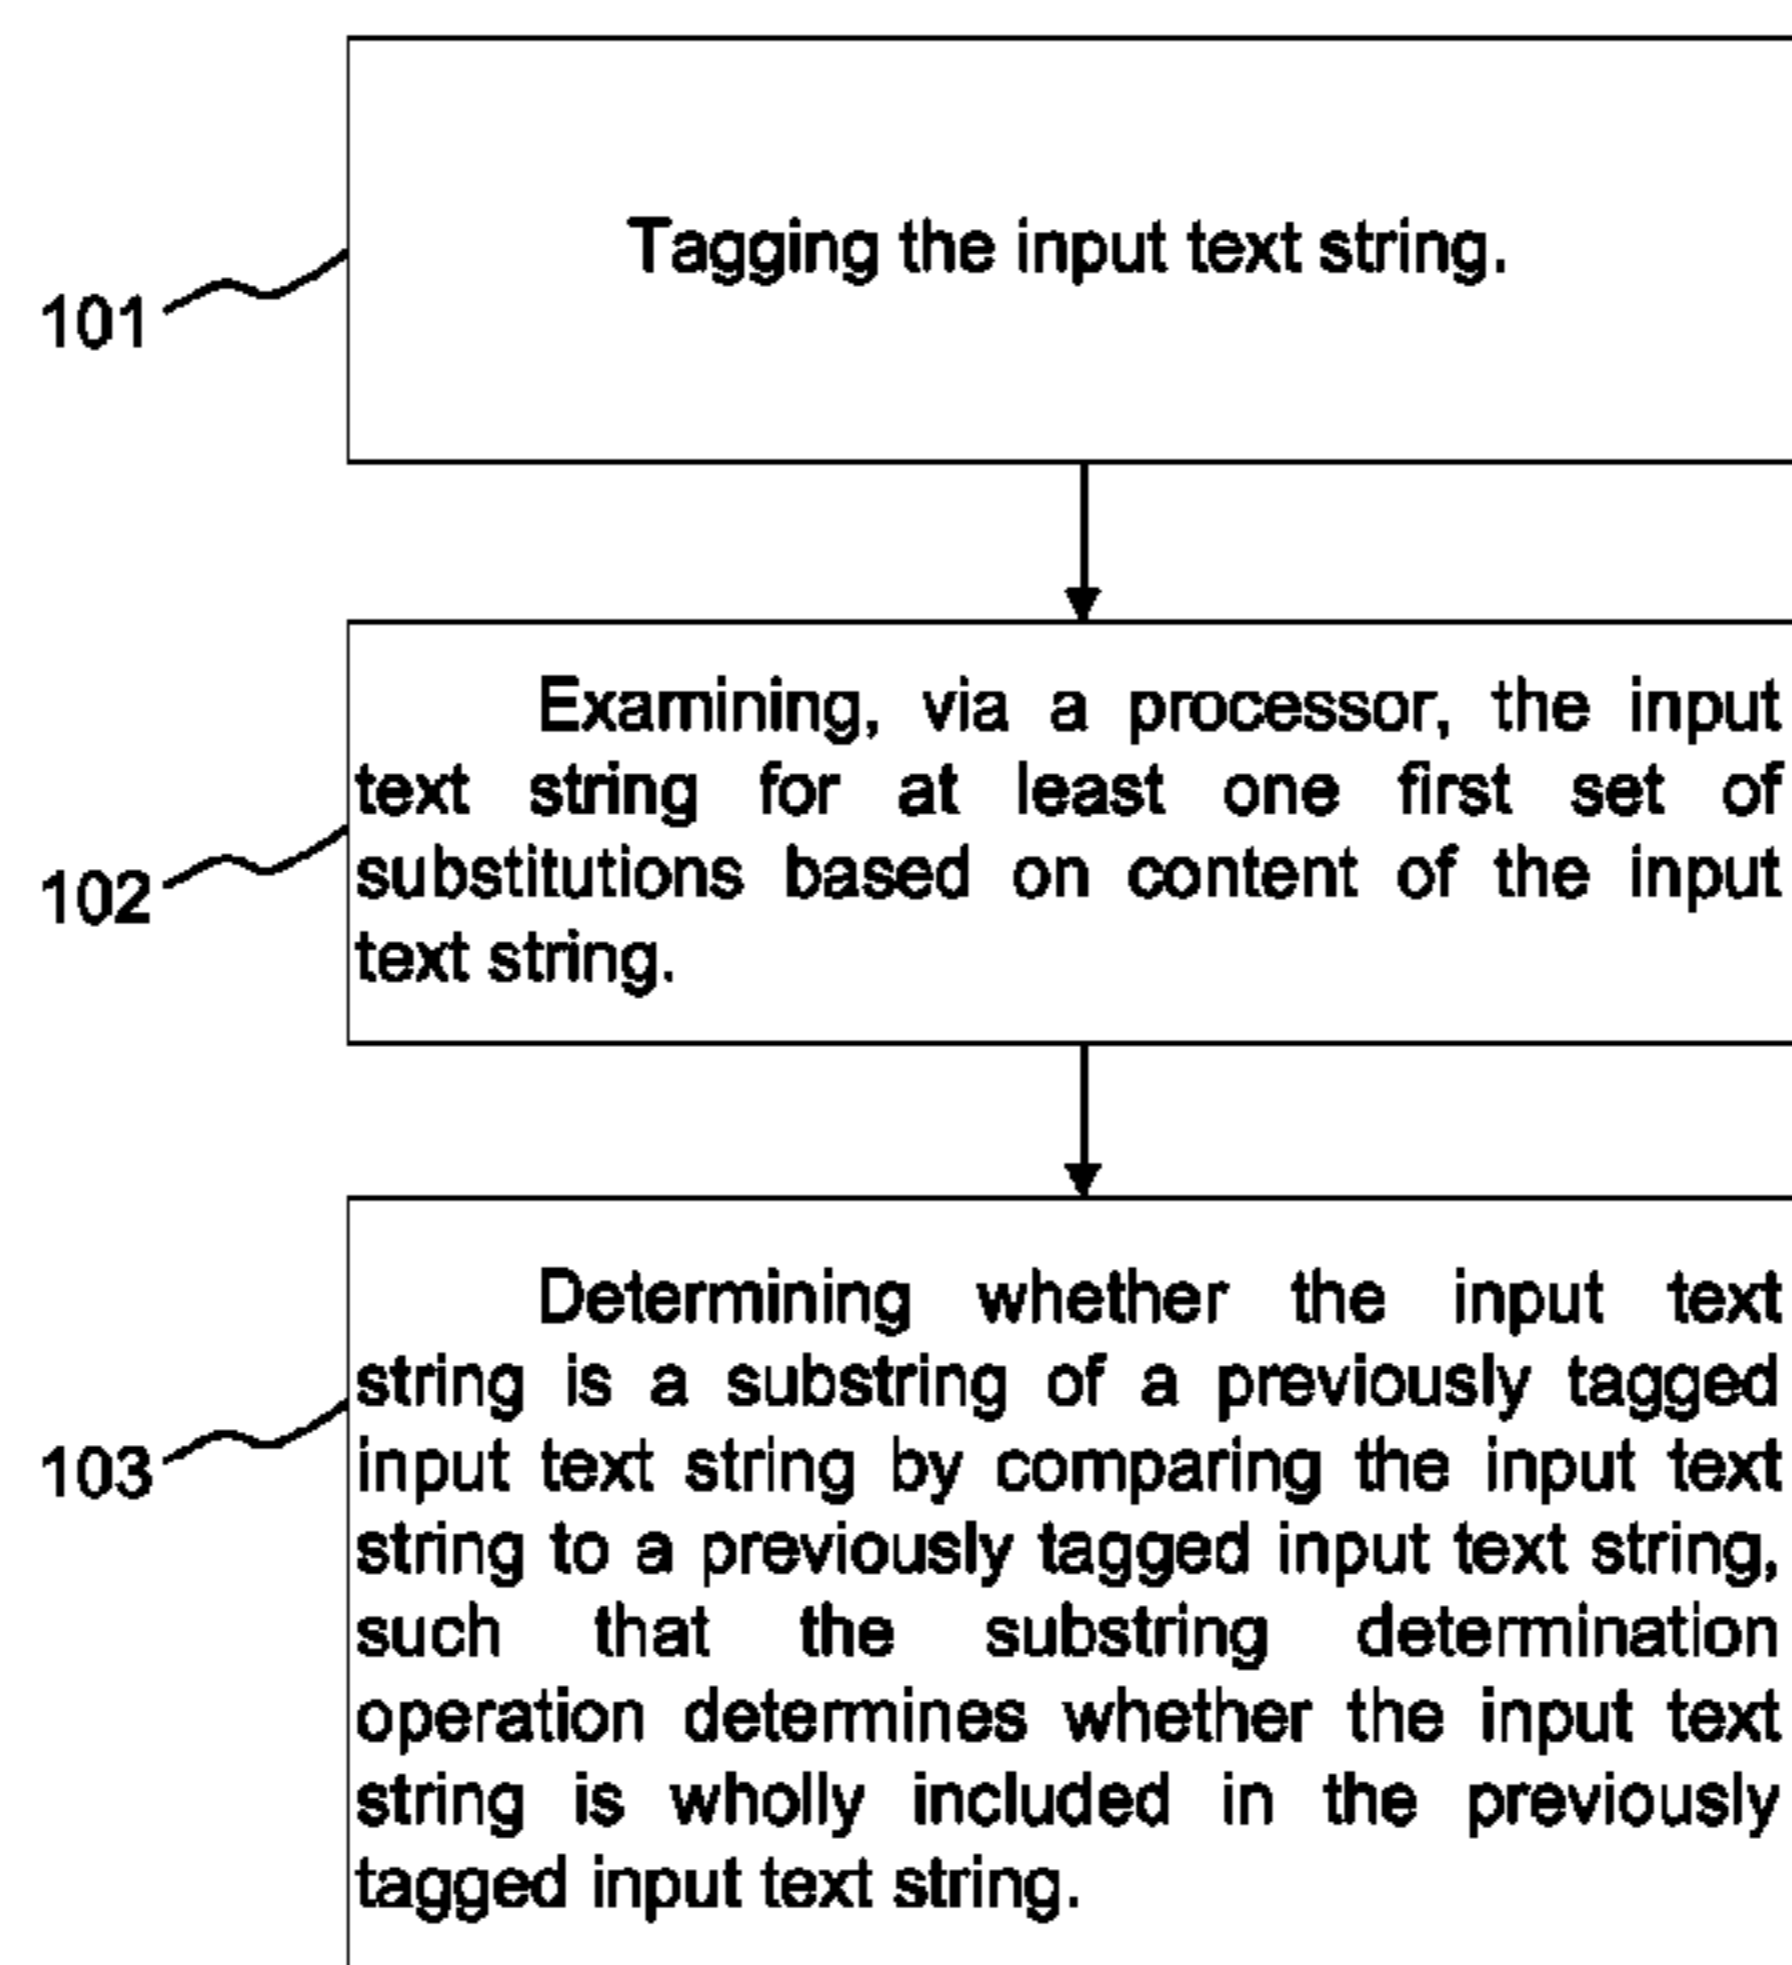 Tagging the input text string.
101
Examining, via a processor, the input
text string for at least one first set of
substitutions based on content of the input
text string.
102
Determining whether the input text
string is a substring of a previously tagged
input text string by comparing the input text
string to a previously tagged input text string,
such that the substring determination
operation determines whether the input text
string is wholly included in the previously
tagged input text string.
103